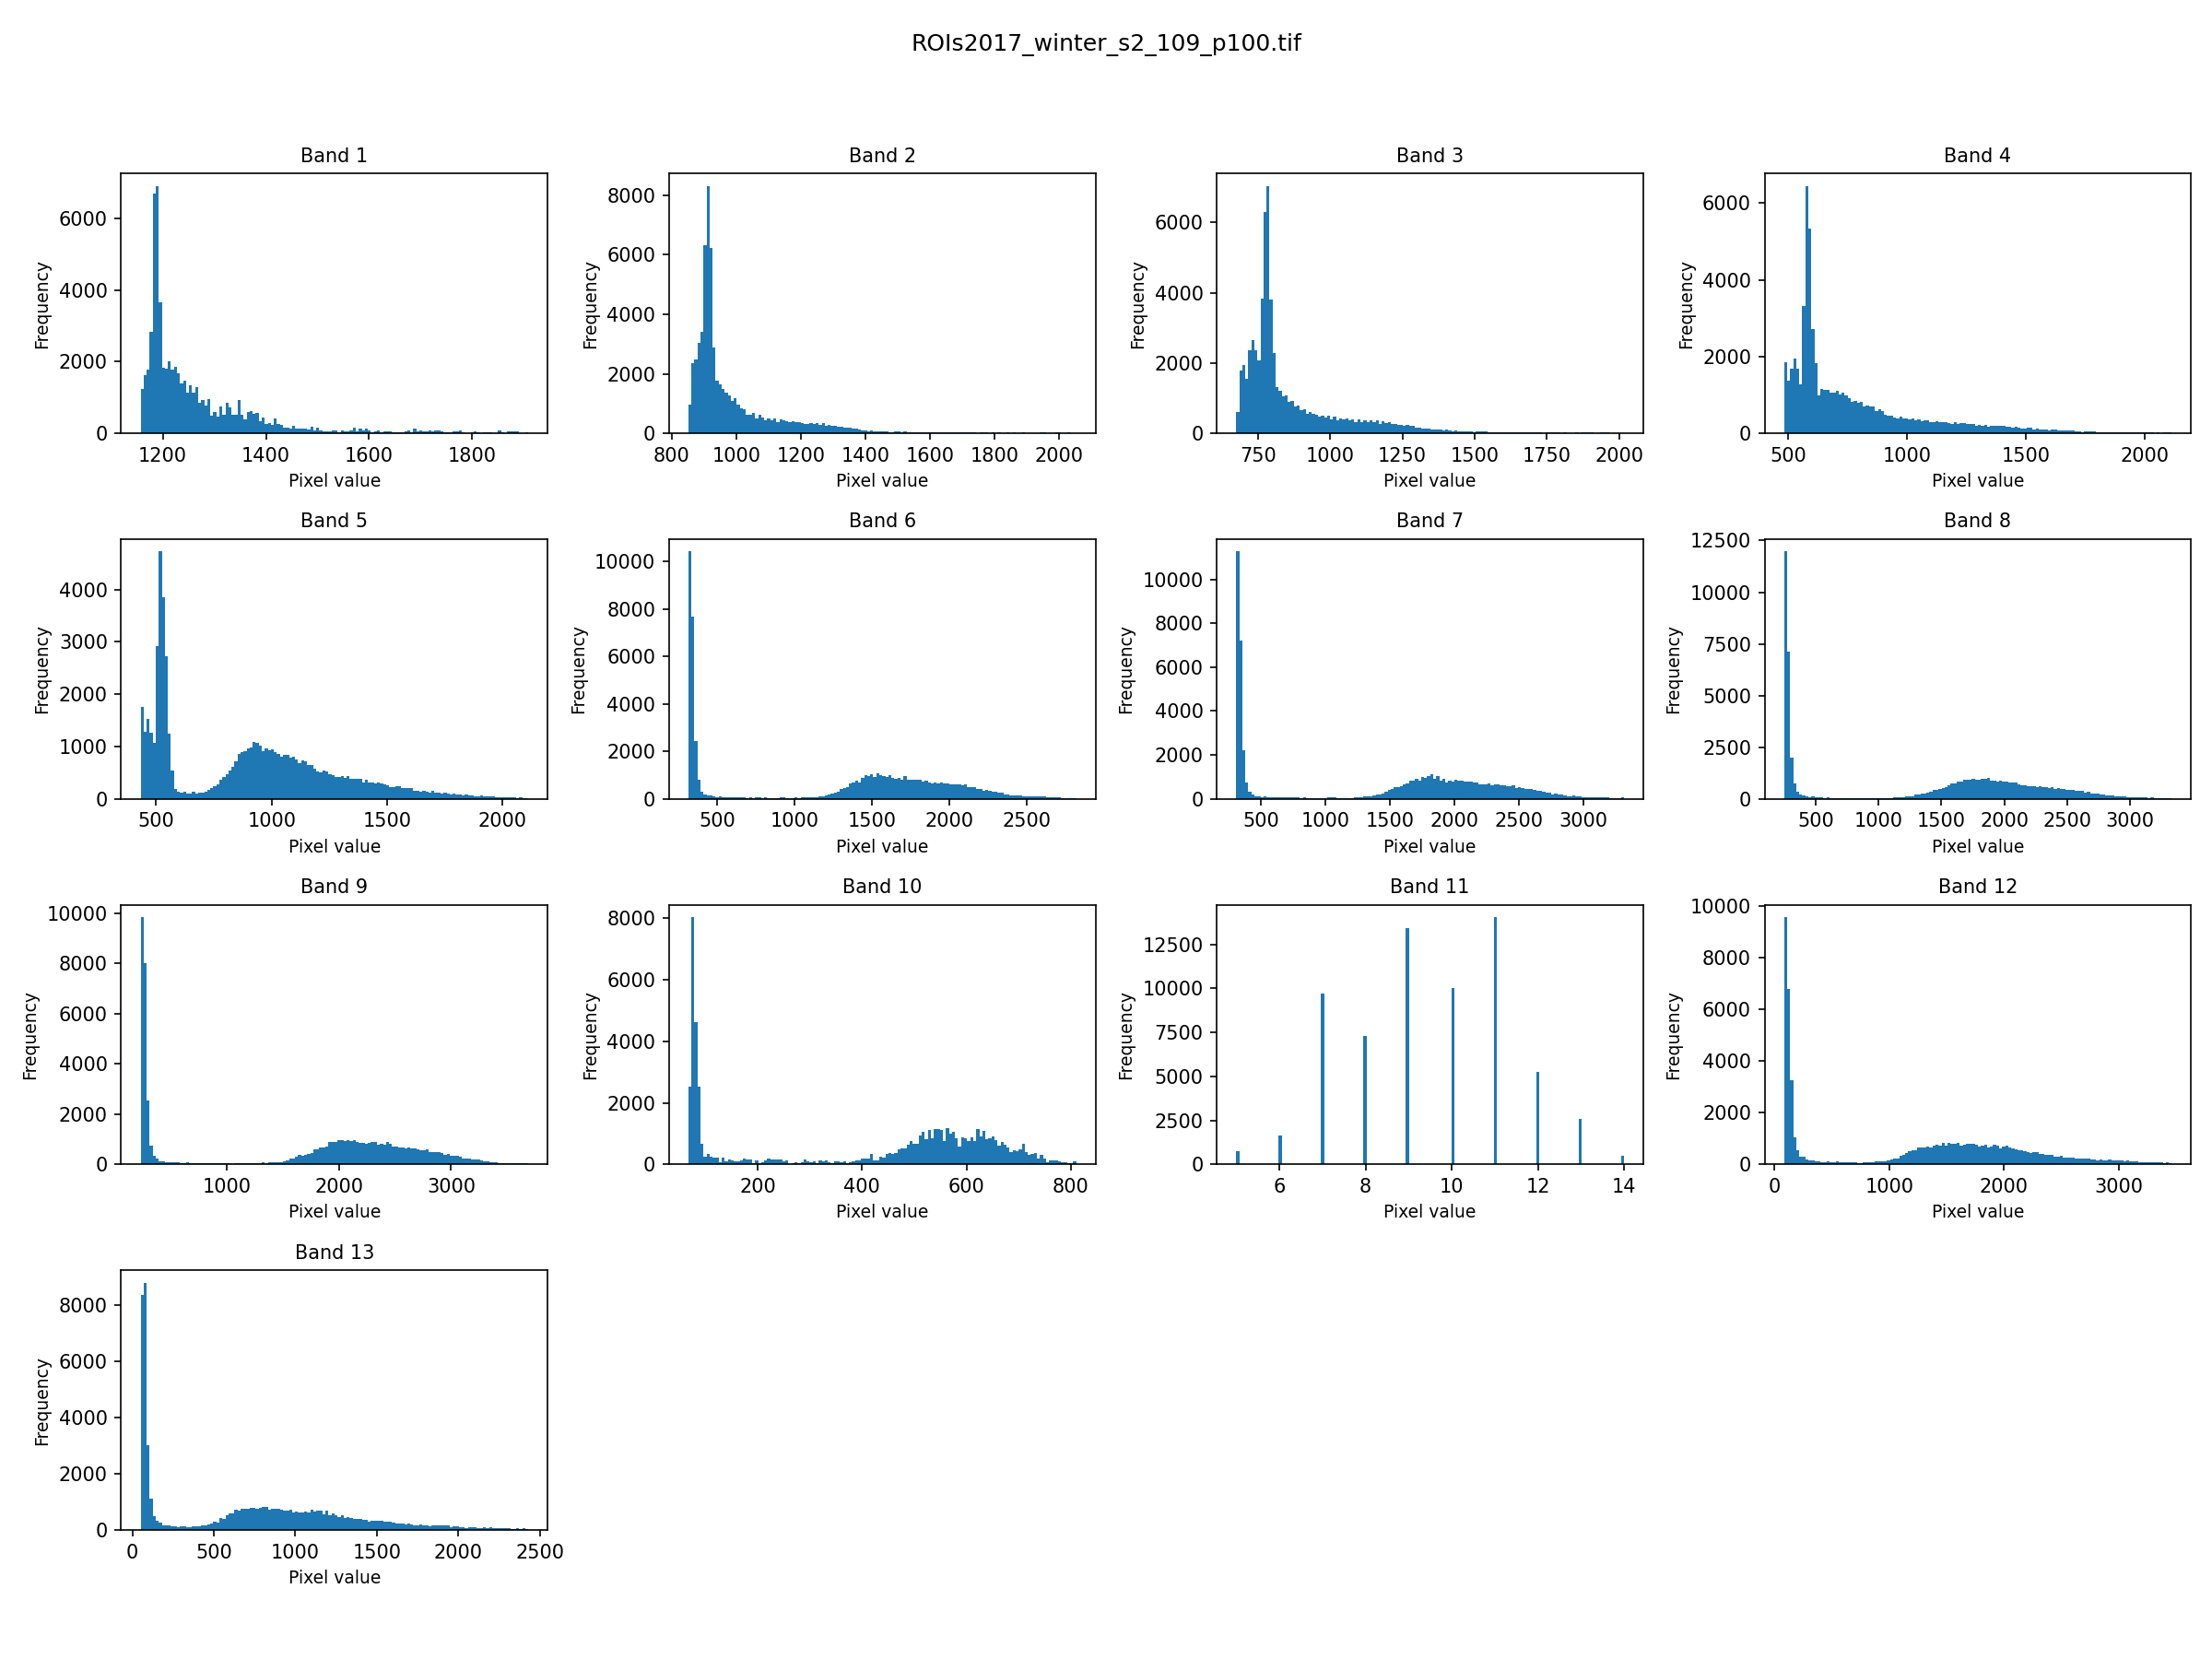 ROIs2017_winter_s2_109_p100.tif
Band 1
Band 2
Band 3
Band 4
6000
4000
2000
0
Frequency
1200 1400 1600 1800
Pixel value
8000
6000
4000
2000
0
Frequency
800 1000 1200 1400 1600 1800 2000
Pixel value
6000
4000
2000
0
Frequency
750 1000 1250 1500 1750 2000
Pixel value
6000
4000
2000
0
Frequency
500 1000 1500 2000
Pixel value
Band 5
Band 6
Band 7
Band 8
4000
3000
2000
1000
0
Frequency
500 1000 1500 2000
Pixel value
10000
8000
6000
4000
2000
0
Frequency
500 1000 1500 2000 2500
Pixel value
10000
8000
6000
4000
2000
0
Frequency
500 1000 1500 2000 2500 3000
Pixel value
12500
10000
7500
5000
2500
0
Frequency
500 1000 1500 2000 2500 3000
Pixel value
Band 9
Band 10
Band 11
Band 12
10000
8000
6000
4000
2000
0
Frequency
1000 2000 3000
Pixel value
8000
6000
4000
2000
0
Frequency
200 400 600 800
Pixel value
12500
10000
7500
5000
2500
0
Frequency
6 8 10 12 14
Pixel value
10000
8000
6000
4000
2000
0
Frequency
0 1000 2000 3000
Pixel value
Band 13
8000
6000
4000
2000
0
Frequency
0 500 1000 1500 2000 2500
Pixel value